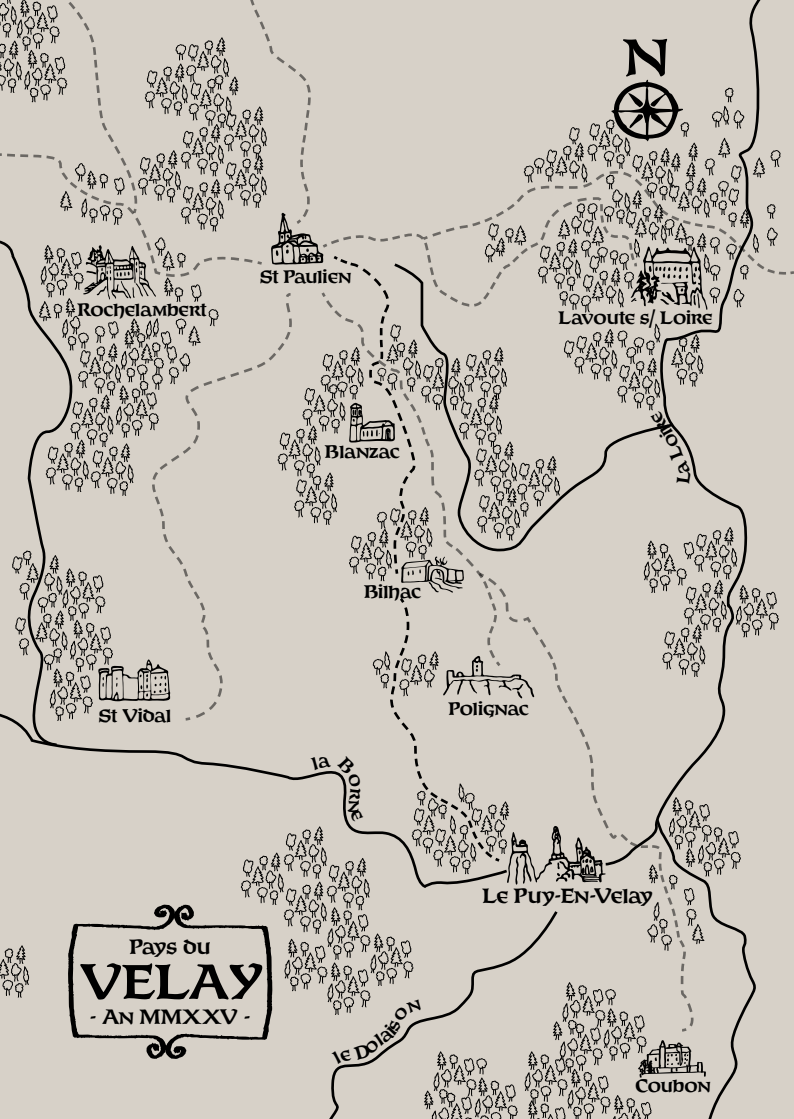 N
St Paulien
Rochelambert
Lavoute s/ Loire
La Loire
Blanzac
Bilhac
Polignac
St Vidal
la Borne
Le Puy-En-Velay
Pays du
VELAY
- An MMXXV -
le Dolaison
Coubon